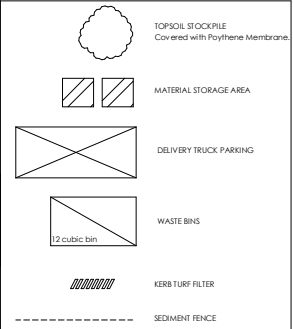 TOPSOIL STOCKPILE
Covered with Poythene Membrane.
MATERIAL STORAGE AREA
DELIVERY TRUCK PARKING
WASTE BINS
12 cubic bin
KERB TURF FILTER
SEDIMENT FENCE